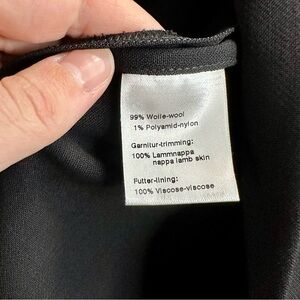 99% Wolle-wool
1% Polyamid-nylon
Garnitur-trimming:
100% Lammnappa
nappa lamb skin
Futter-lining:
100% Viscose-viscose